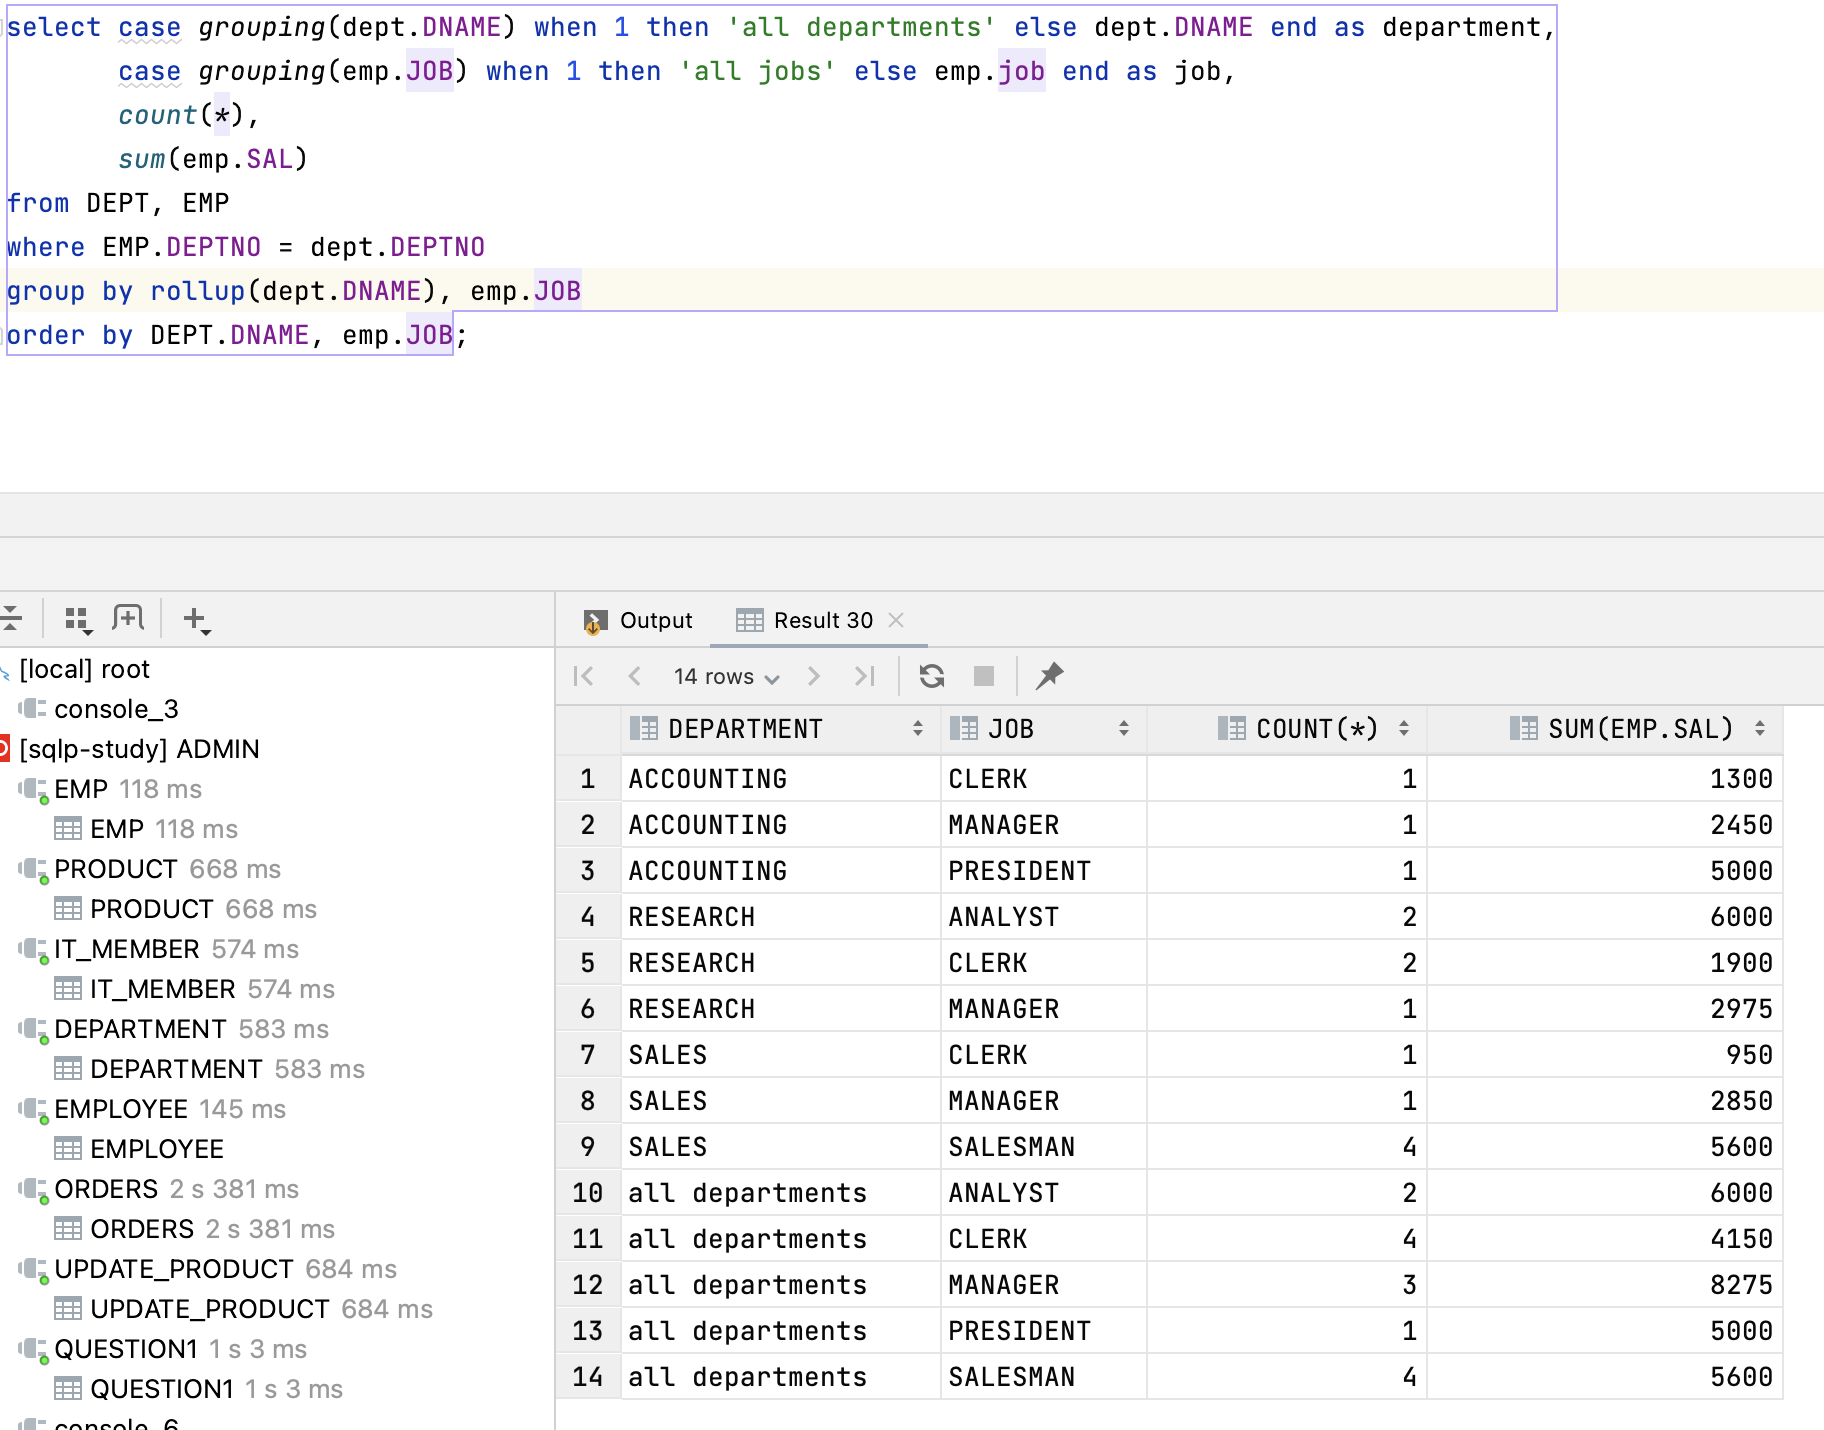 select case grouping(dept.DNAME) when 1 then 'all departments' else dept.DNAME end as department,
case grouping(emp.JOB) when 1 then 'all jobs' else emp.job end as job,
count(*),
sum(emp.SAL)
from DEPT, EMP
where EMP.DEPTNO = dept.DEPTNO
group by rollup(dept.DNAME), emp.JOB
order by DEPT.DNAME, emp.JOB;
[local] root
console_3
[sqlp-study] ADMIN
EMP 118 ms
EMP 118 ms
PRODUCT 668 ms
PRODUCT 668 ms
IT_MEMBER 574 ms
IT_MEMBER 574 ms
DEPARTMENT 583 ms
DEPARTMENT 583 ms
EMPLOYEE 145 ms
EMPLOYEE
ORDERS 2 s 381 ms
ORDERS 2 s 381 ms
UPDATE_PRODUCT 684 ms
UPDATE_PRODUCT 684 ms
QUESTION1 1 s 3 ms
QUESTION1 1 s 3 ms
console_6
Output Result 30
14 rows
DEPARTMENT JOB COUNT(*) SUM(EMP.SAL)
1 ACCOUNTING CLERK 1 1300
2 ACCOUNTING MANAGER 1 2450
3 ACCOUNTING PRESIDENT 1 5000
4 RESEARCH ANALYST 2 6000
5 RESEARCH CLERK 2 1900
6 RESEARCH MANAGER 1 2975
7 SALES CLERK 1 950
8 SALES MANAGER 1 2850
9 SALES SALESMAN 4 5600
10 all departments ANALYST 2 6000
11 all departments CLERK 4 4150
12 all departments MANAGER 3 8275
13 all departments PRESIDENT 1 5000
14 all departments SALESMAN 4 5600